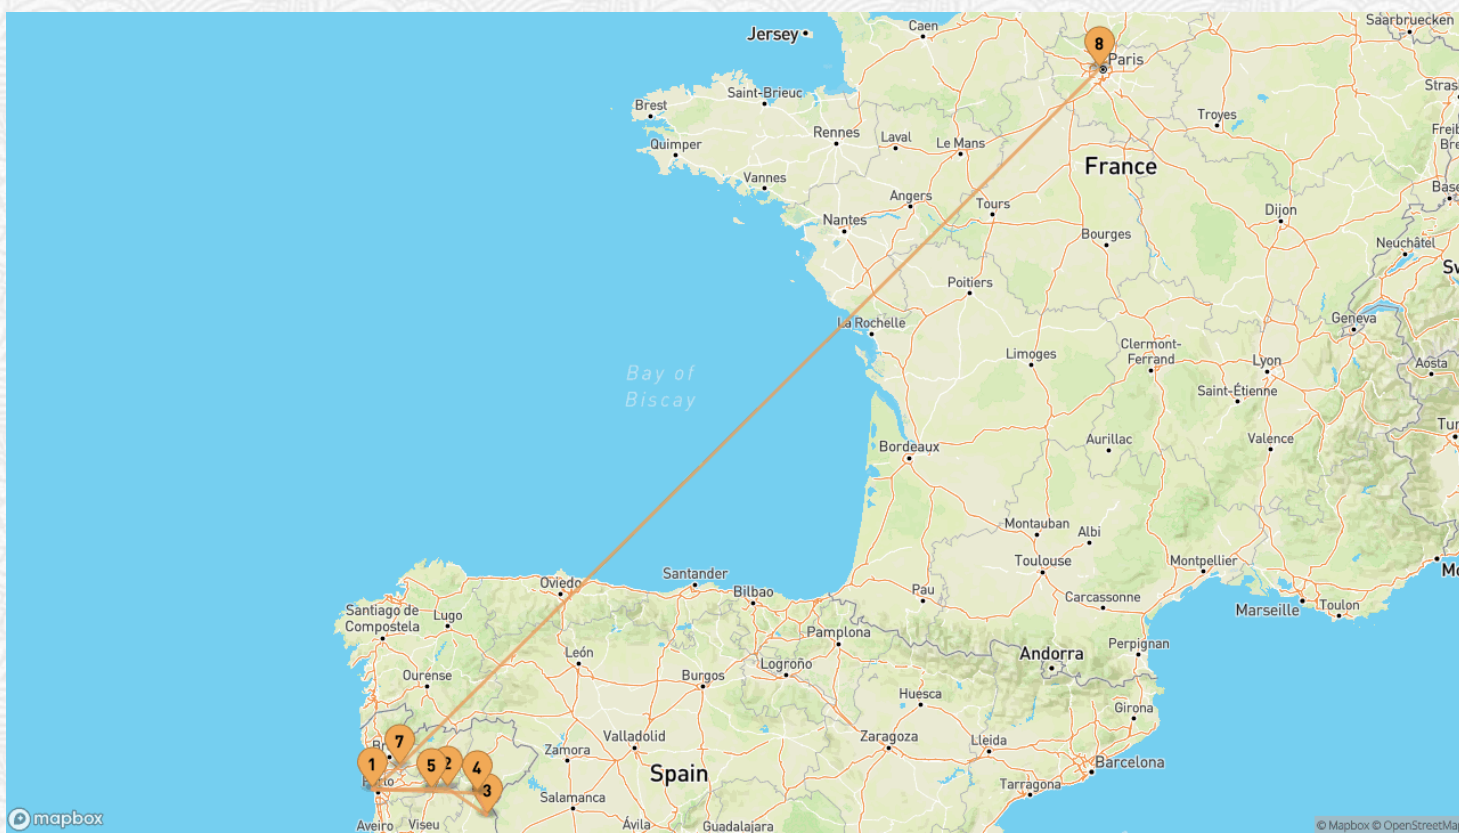 Jersey
Caen
8
Paris
Saarbruecken
Brest
Saint-Brieuc
Troyes
Quimper
Rennes
Laval
Le Mans
France
Vannes
Angers
Tours
Nantes
Bourges
Dijon
Neuchâtel
Poitiers
La Rochelle
Geneva
Bay of
Biscay
Limoges
Clermont-
Ferrand
Lyon
Aosta
Saint-Étienne
Bordeaux
Aurillac
Valence
Montauban
Albi
Toulouse
Montpellier
Oviedo
Santander
Bilbao
Pau
Carcassonne
Marseille
Toulon
Santiago de
Compostela
Lugo
Pamplona
Perpignan
León
Logroño
Andorra
Ourense
Burgos
Huesca
Girona
7
Zamora
Valladolid
Zaragoza
Lleida
1
5
2
4
3
Spain
Barcelona
Salamanca
Tarragona
Aveiro
Viseu
Ávila
Guadalajara
mapbox
© Mapbox © OpenStreetMap